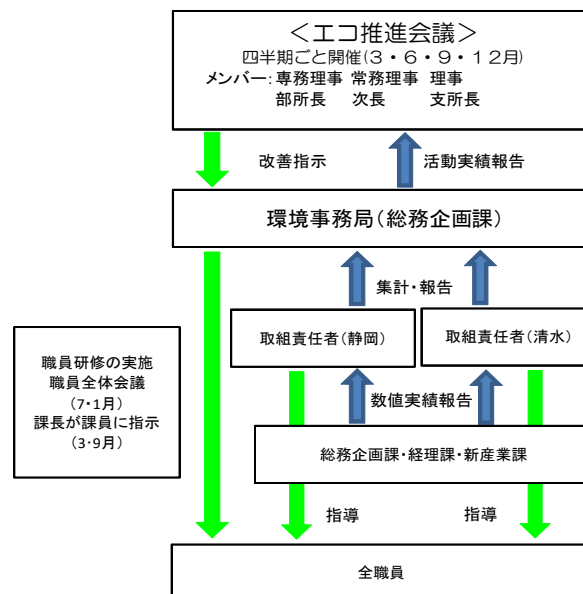 ＜エコ推進会議＞
四半期ごと開催(３・６・９・１２月)
メンバー：専務理事 常務理事 理事
部所長 次長 支所長
改善指示
活動実績報告
環境事務局（総務企画課）
集計・報告
取組責任者（静岡）
取組責任者（清水）
職員研修の実施
職員全体会議
（7・1月）
課長が課員に指示
（3・9月）
数値実績報告
総務企画課・経理課・新産業課
指導
指導
全職員